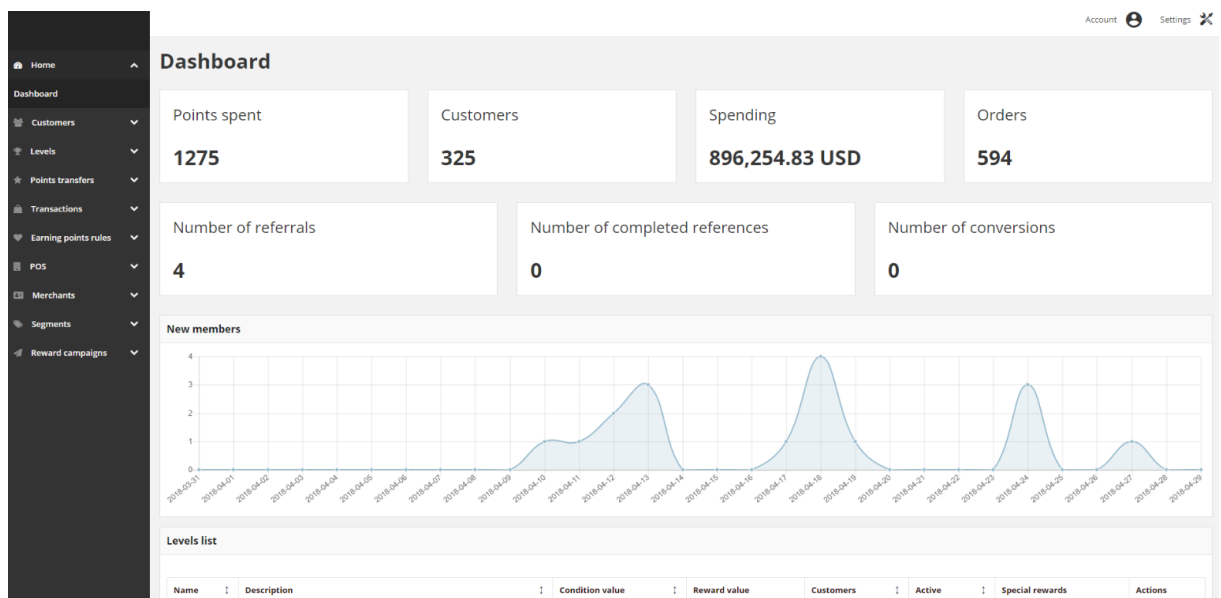 Account Settings
Home
Dashboard
Customers
Levels
Points transfers
Transactions
Earning points rules
POS
Merchants
Segments
Reward campaigns
Dashboard
Points spent Customers Spending Orders
1275 325 896,254.83 USD 594
Number of referrals Number of completed references Number of conversions
4 0 0
New members
4
3
2
1
0
2018-03-31 2018-04-01 2018-04-02 2018-04-03 2018-04-04 2018-04-05 2018-04-06 2018-04-07 2018-04-08 2018-04-09 2018-04-10 2018-04-11 2018-04-12 2018-04-13 2018-04-14 2018-04-15 2018-04-16 2018-04-17 2018-04-18 2018-04-19 2018-04-20 2018-04-21 2018-04-22 2018-04-23 2018-04-24 2018-04-25 2018-04-26 2018-04-27 2018-04-28 2018-04-29
Levels list
Name Description Condition value Reward value Customers Active Special rewards Actions